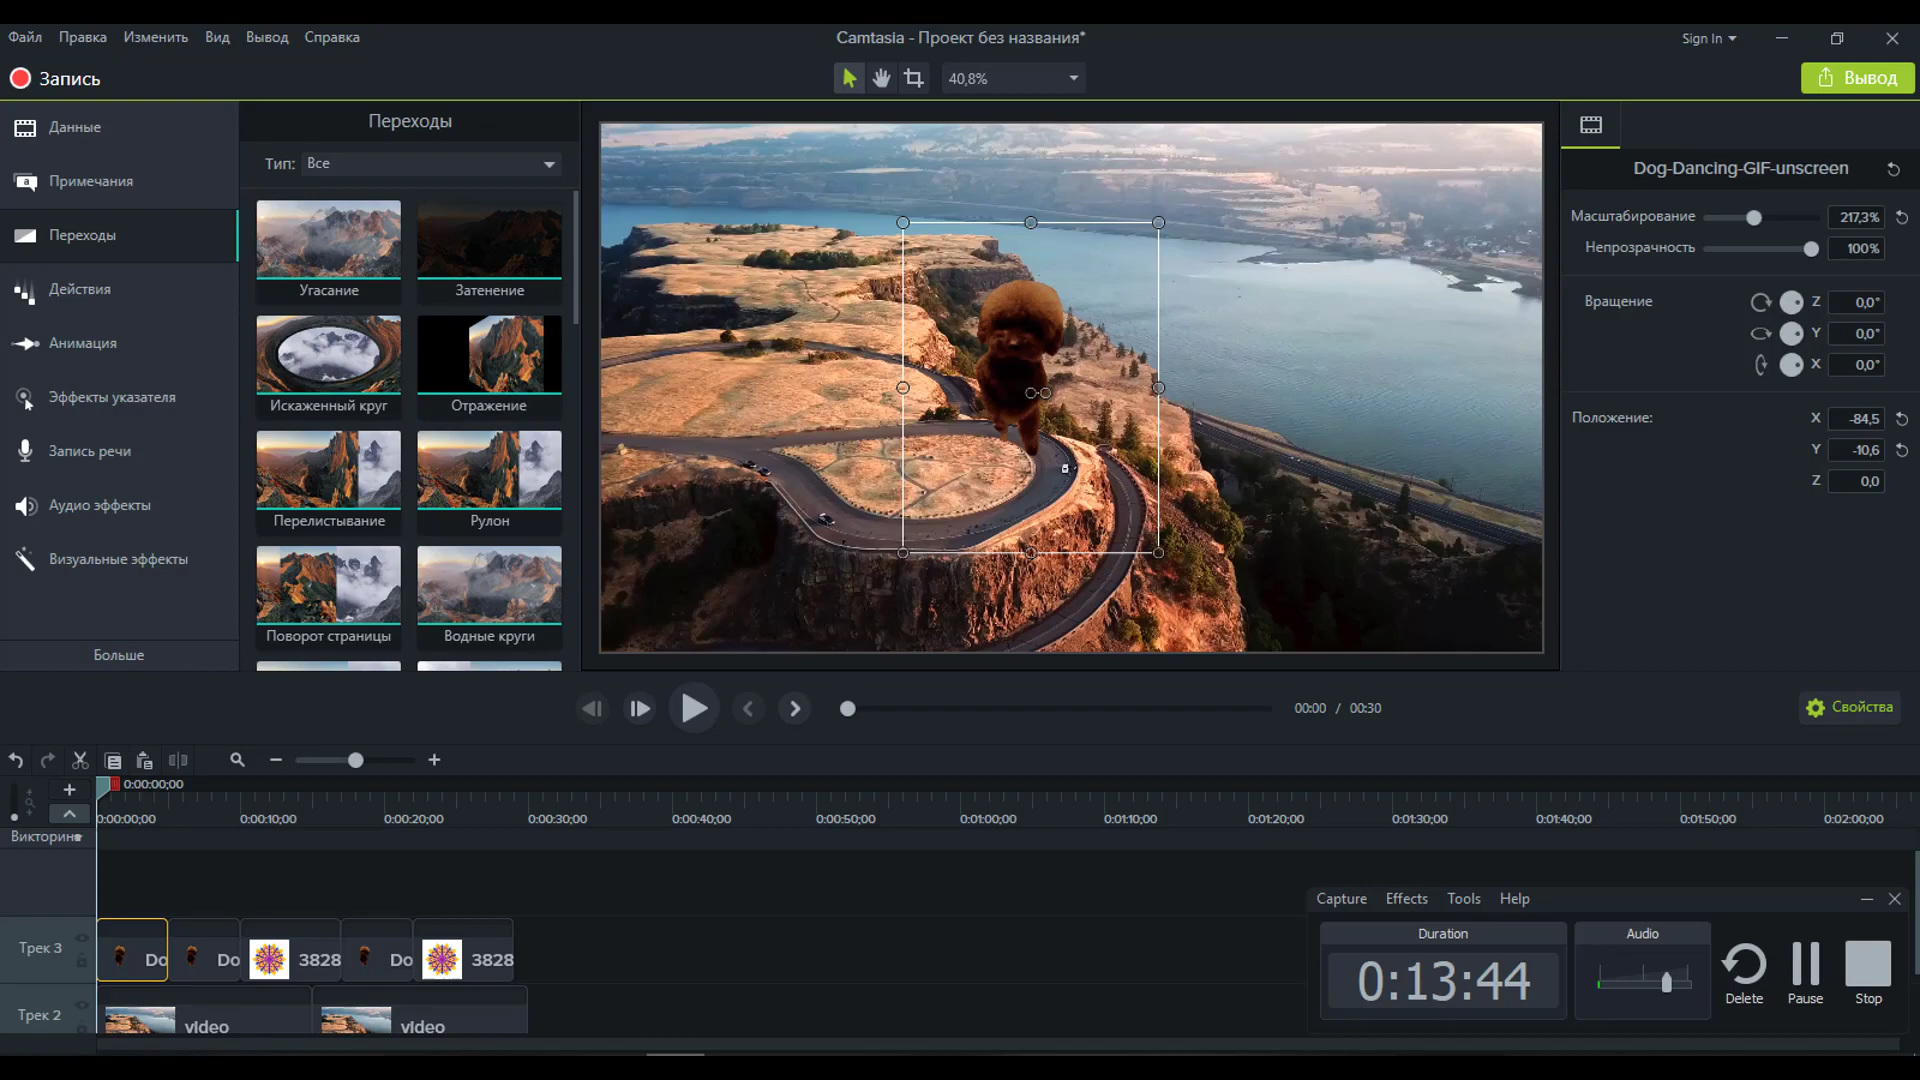 Файл Правка Изменить Вид Вывод Справка
Camtasia - Проект без названия*
Sign In
Запись
40,8%
Вывод
Данные
Примечания
Переходы
Действия
Анимация
Эффекты указателя
Запись речи
Аудио эффекты
Визуальные эффекты
Больше
Переходы
Тип: Все
Угасание Затенение
Искаженный круг Отражение
Перелистывание Рулон
Поворот страницы Водные круги
Dog-Dancing-GIF-unscreen
Масштабирование 217,3%
Непрозрачность 100%
Вращение Z 0,0°
Y 0,0°
X 0,0°
Положение: X -84,5
Y -10,6
Z 0,0
00:00 / 00:30
Свойства
0:00:00;00
0:00:00;00 0:00:10;00 0:00:20;00 0:00:30;00 0:00:40;00 0:00:50;00 0:01:00;00 0:01:10;00 0:01:20;00 0:01:30;00 0:01:40;00 0:01:50;00 0:02:00;00
Викторине
Трек 3 Do Do 3828 Do 3828
Трек 2 video video
Capture Effects Tools Help
Duration Audio
0:13:44
Delete Pause Stop